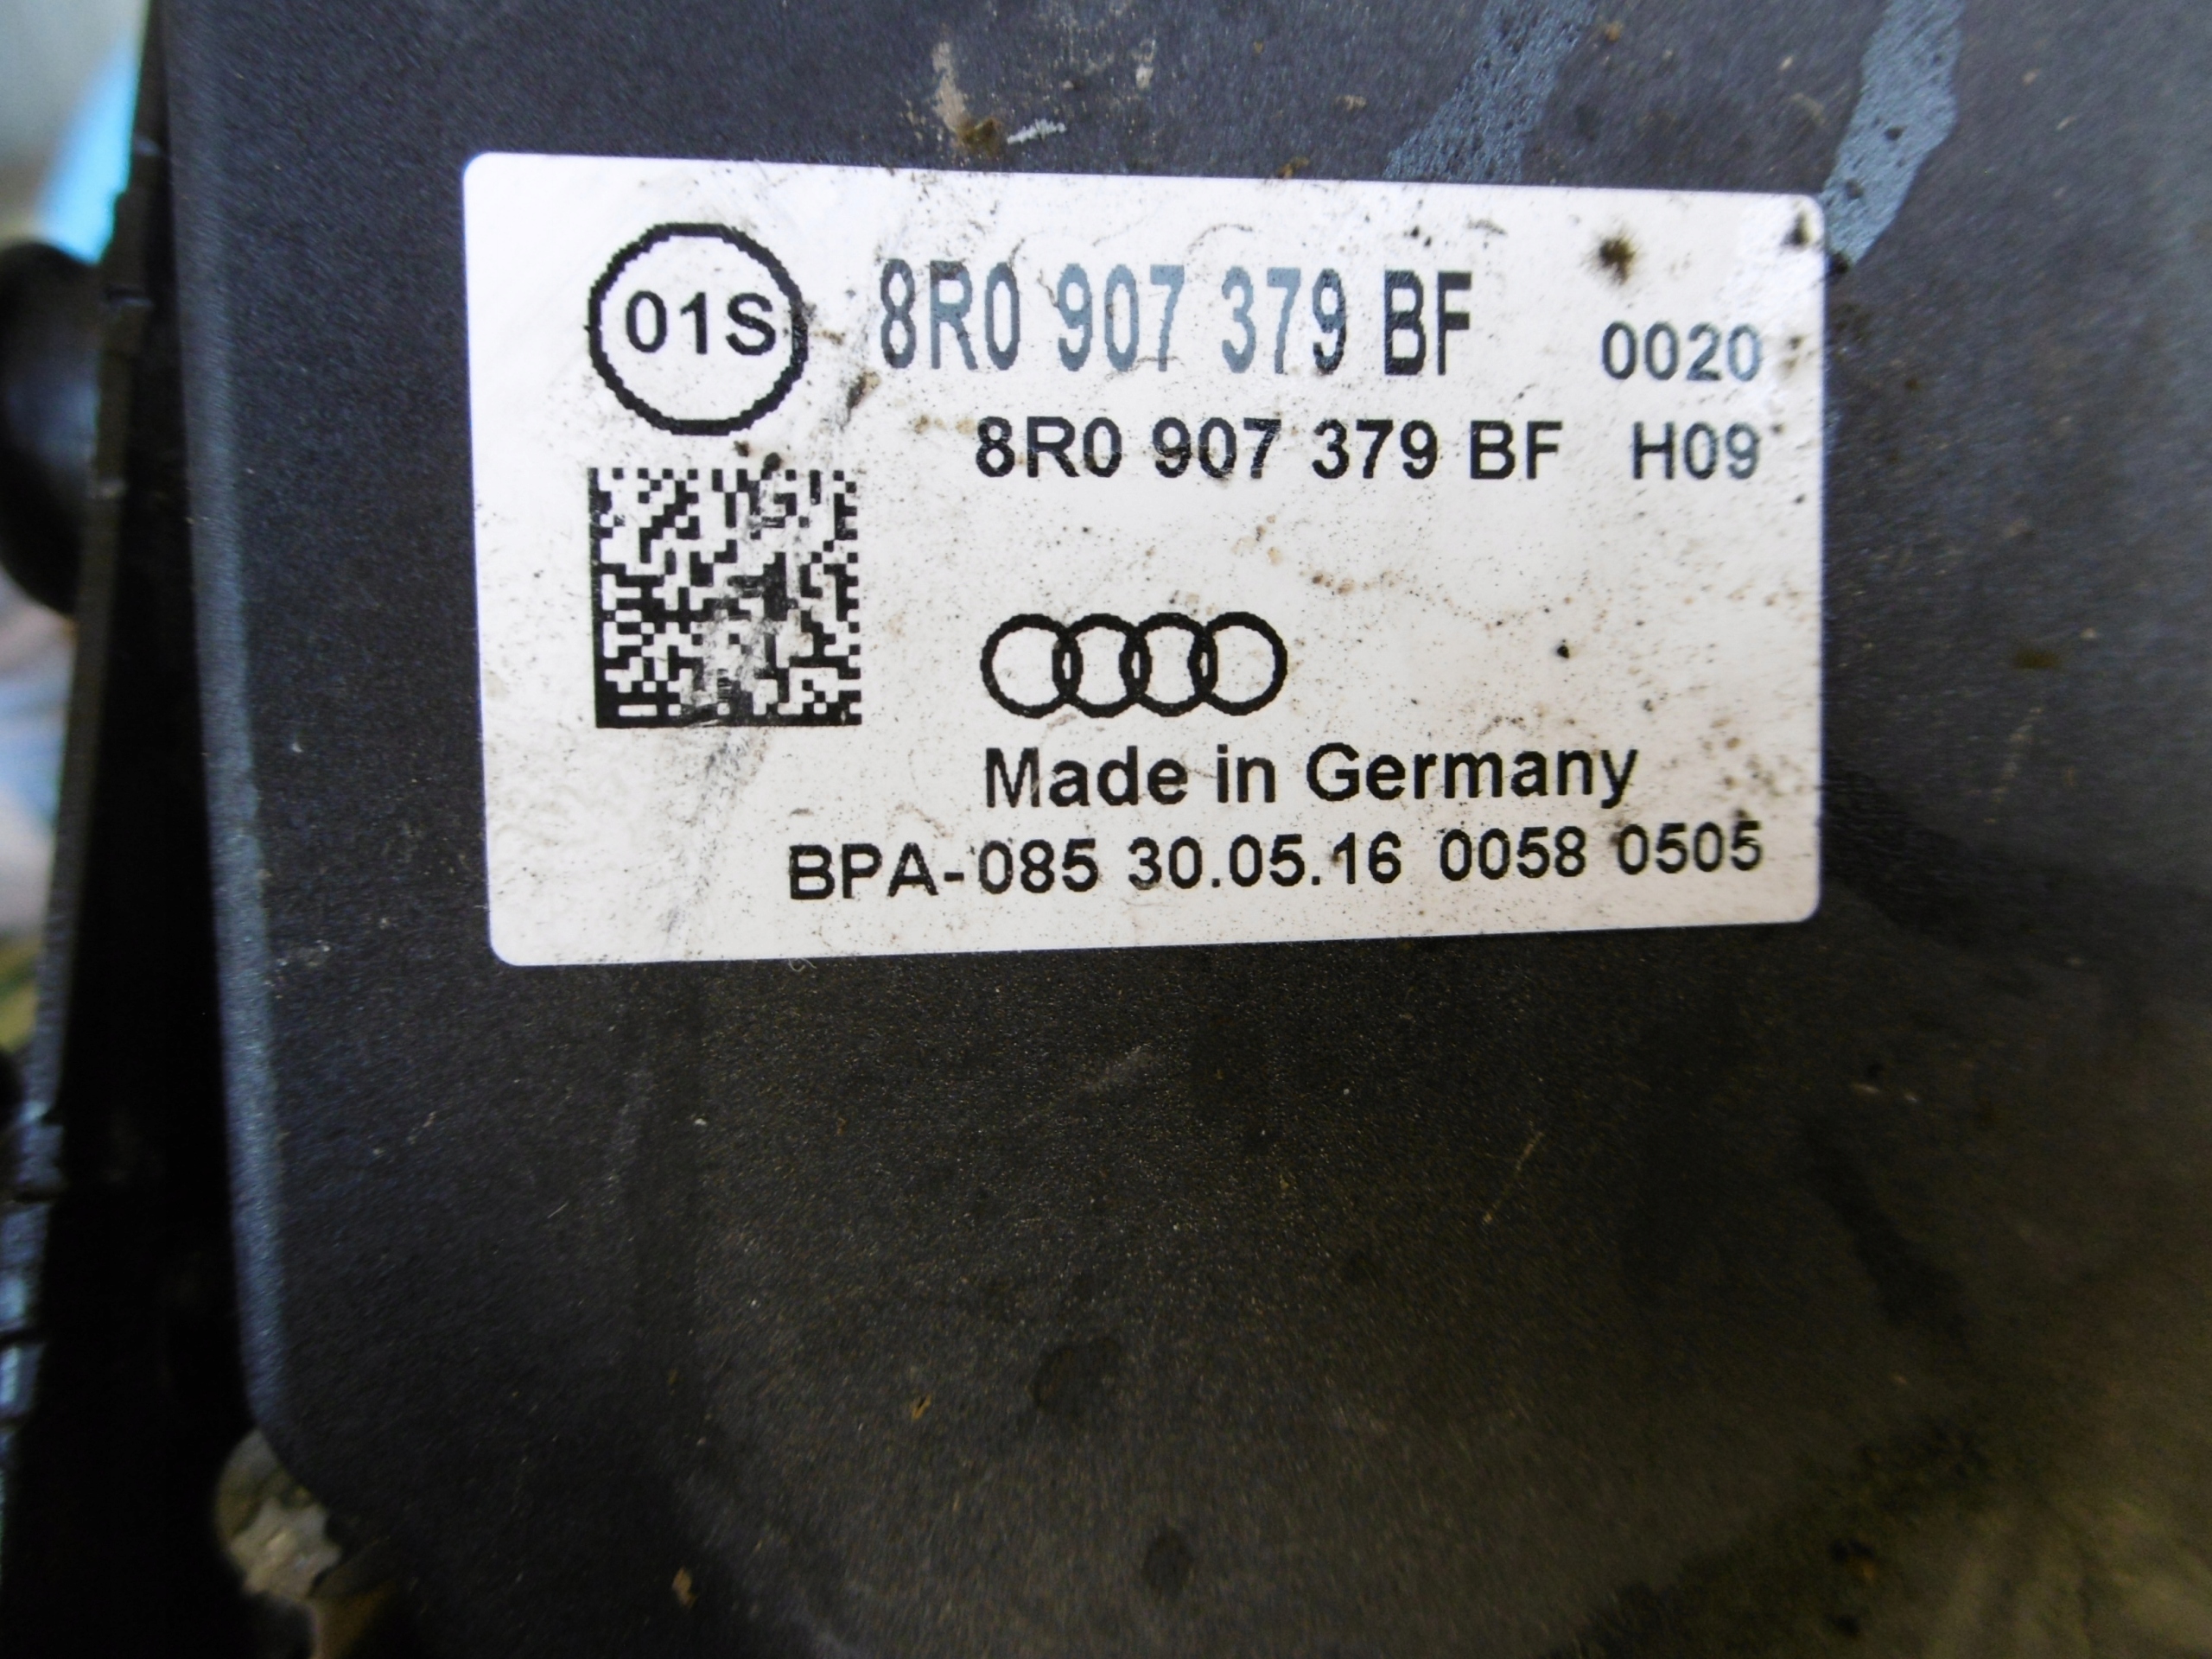 01S 8R0 907 379 BF 0020
8R0 907 379 BF H09
Made in Germany
BPA-085 30.05.16 0058 0505